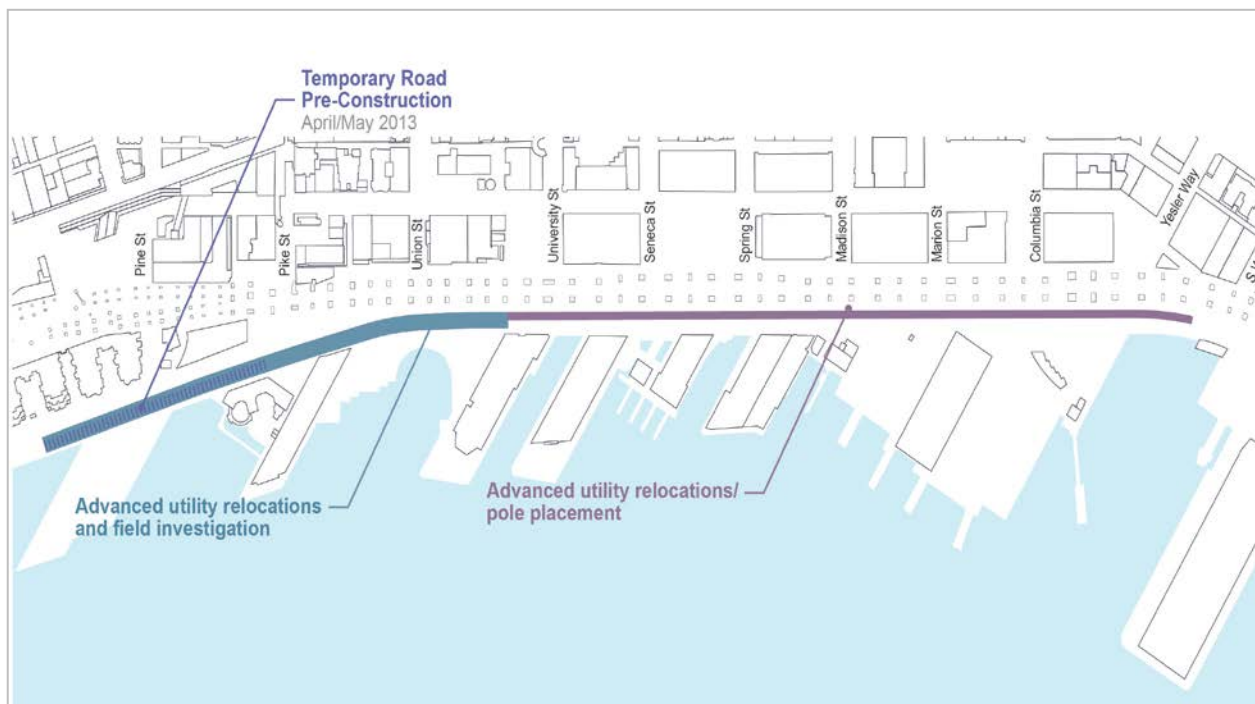 Temporary Road
Pre-Construction
April/May 2013
Pine St
Pike St
Union St
University St
Seneca St
Spring St
Madison St
Marion St
Columbia St
Yesler Way
Advanced utility relocations
and field investigation
Advanced utility relocations/
pole placement